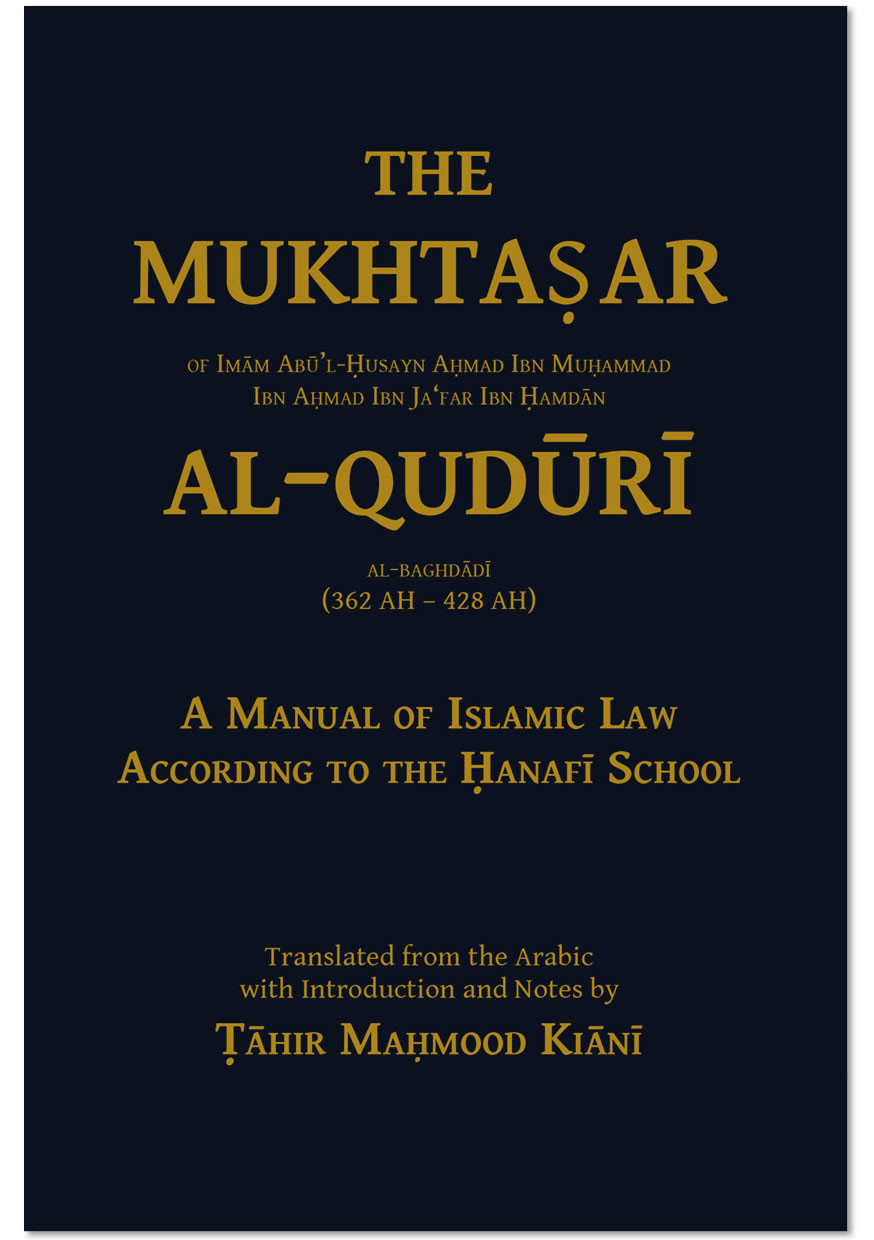 THE
MUKHTAṢAR
OF IMĀM ABŪ’L-ḤUSAYN AḤMAD IBN MUḤAMMAD
IBN AḤMAD IBN JA‘FAR IBN ḤAMDĀN
AL-QUDŪRĪ
AL-BAGHDĀDĪ
(362 AH – 428 AH)
A MANUAL OF ISLAMIC LAW
ACCORDING TO THE ḤANAFĪ SCHOOL
Translated from the Arabic
with Introduction and Notes by
ṬĀHIR MAḤMOOD KIĀNĪ